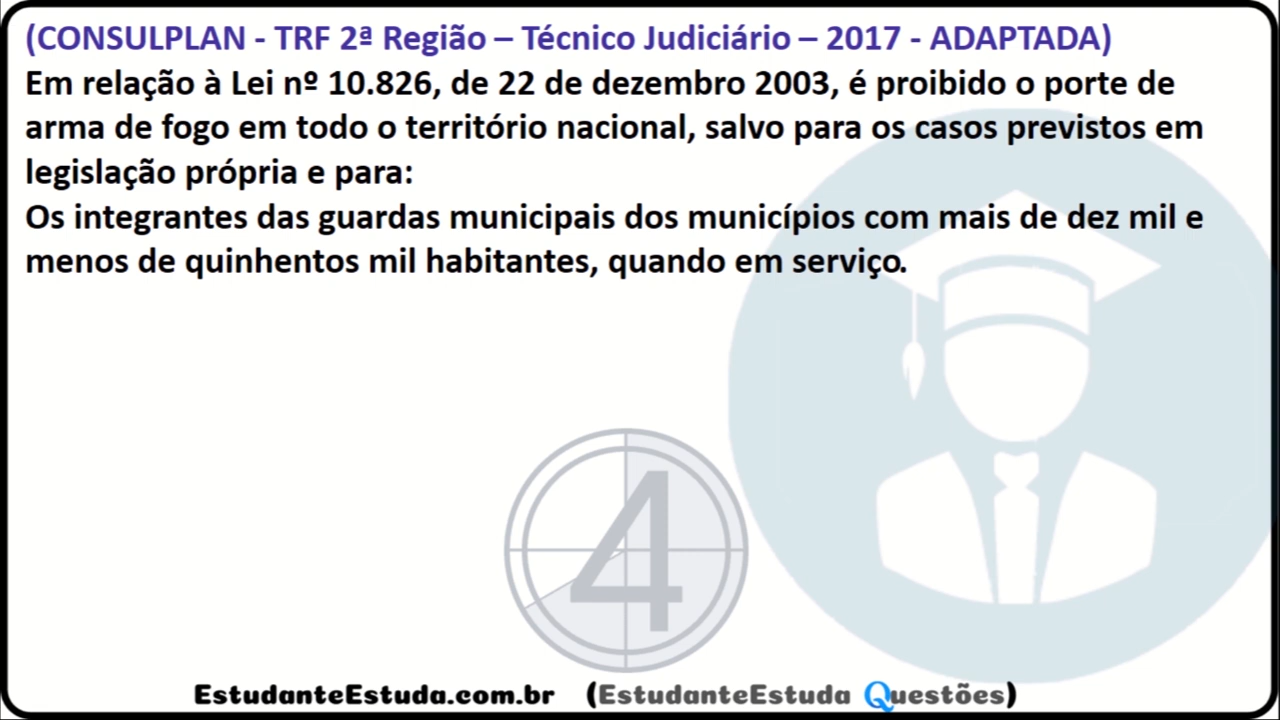 (CONSULPLAN - TRF 2ª Região – Técnico Judiciário – 2017 - ADAPTADA)
Em relação à Lei nº 10.826, de 22 de dezembro 2003, é proibido o porte de
arma de fogo em todo o território nacional, salvo para os casos previstos em
legislação própria e para:
Os integrantes das guardas municipais dos municípios com mais de dez mil e
menos de quinhentos mil habitantes, quando em serviço.
4
EstudanteEstuda.com.br (EstudanteEstuda Questões)